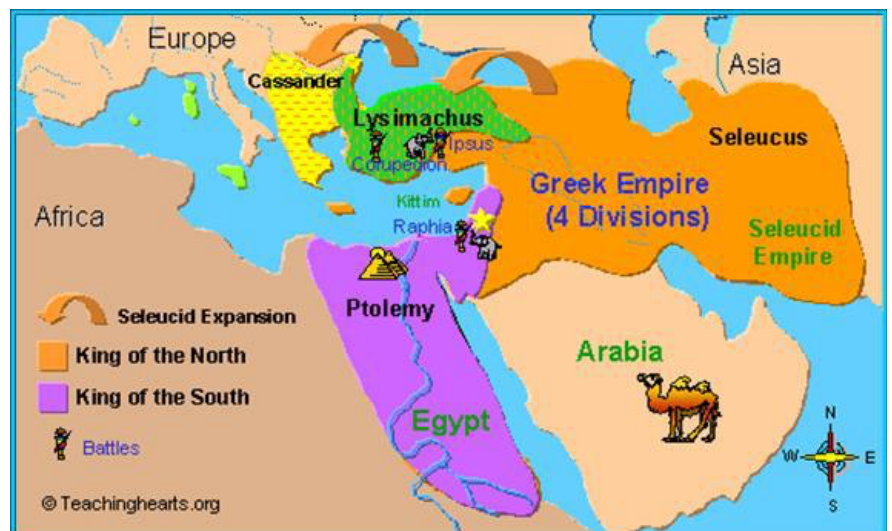 Europe
Asia
Cassander
Lysimachus
Seleucus
Ipsus
Corupedion
Greek Empire
(4 Divisions)
Kittim
Africa
Raphia
Seleucid
Empire
Ptolemy
Seleucid Expansion
King of the North
Arabia
King of the South
Egypt
N
Battles
W
E
S
© Teachinghearts.org